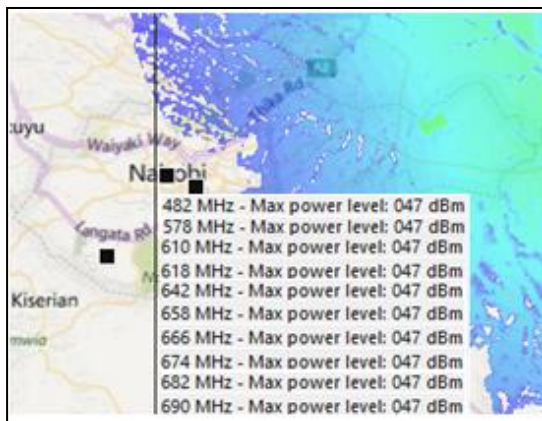 A2
cuyu
Waiyaki Way
Thika Rd
Nairobi
Langata Rd
N
Kiserian
482 MHz - Max power level: 047 dBm
578 MHz - Max power level: 047 dBm
610 MHz - Max power level: 047 dBm
618 MHz - Max power level: 047 dBm
642 MHz - Max power level: 047 dBm
658 MHz - Max power level: 047 dBm
666 MHz - Max power level: 047 dBm
674 MHz - Max power level: 047 dBm
682 MHz - Max power level: 047 dBm
690 MHz - Max power level: 047 dBm